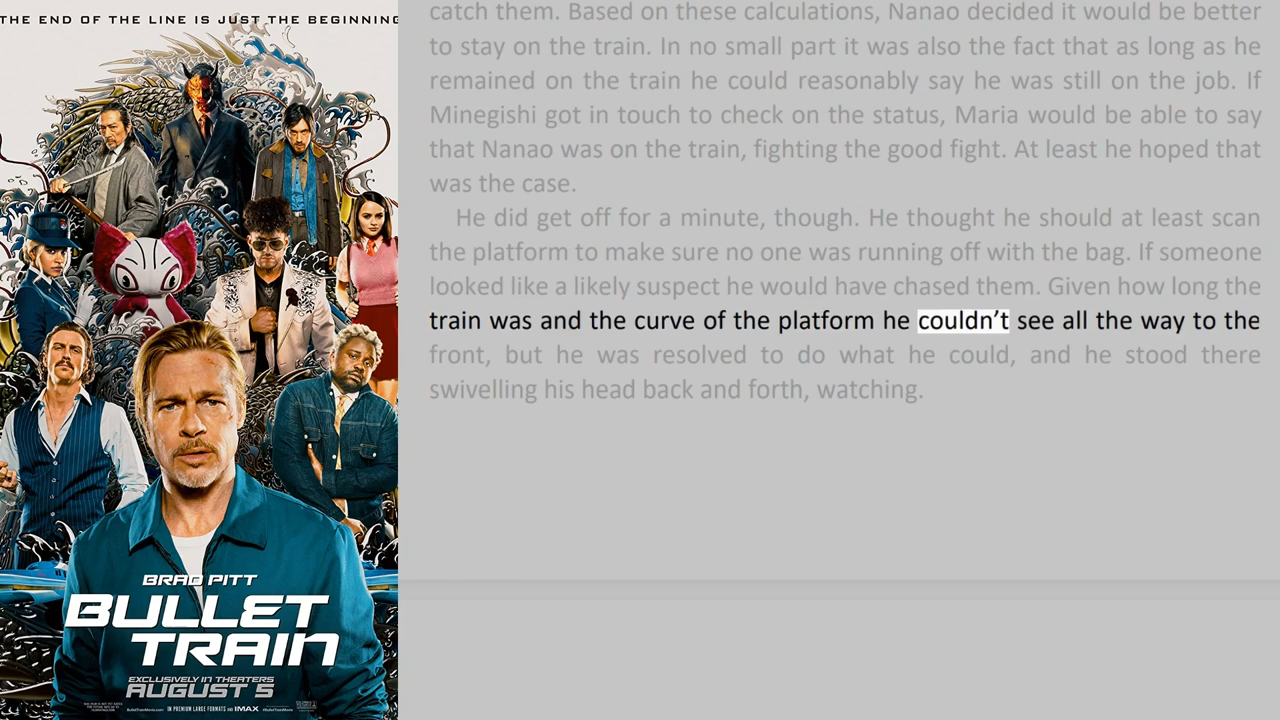 THE END OF THE LINE IS JUST THE BEGINNING
BRAD PITT
BULLET
TRAIN
EXCLUSIVELY IN THEATERS
AUGUST 5
BulletTrainMovie.com
IN PREMIUM LARGE FORMATS AND IMAX
#BulletTrainMovie
catch them. Based on these calculations, Nanao decided it would be better
to stay on the train. In no small part it was also the fact that as long as he
remained on the train he could reasonably say he was still on the job. If
Minegishi got in touch to check on the status, Maria would be able to say
that Nanao was on the train, fighting the good fight. At least he hoped that
was the case.
He did get off for a minute, though. He thought he should at least scan
the platform to make sure no one was running off with the bag. If someone
looked like a likely suspect he would have chased them. Given how long the
train was and the curve of the platform he couldn’t see all the way to the
front, but he was resolved to do what he could, and he stood there
swivelling his head back and forth, watching.